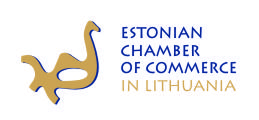 ESTONIAN
CHAMBER
OF COMMERCE
IN LITHUANIA